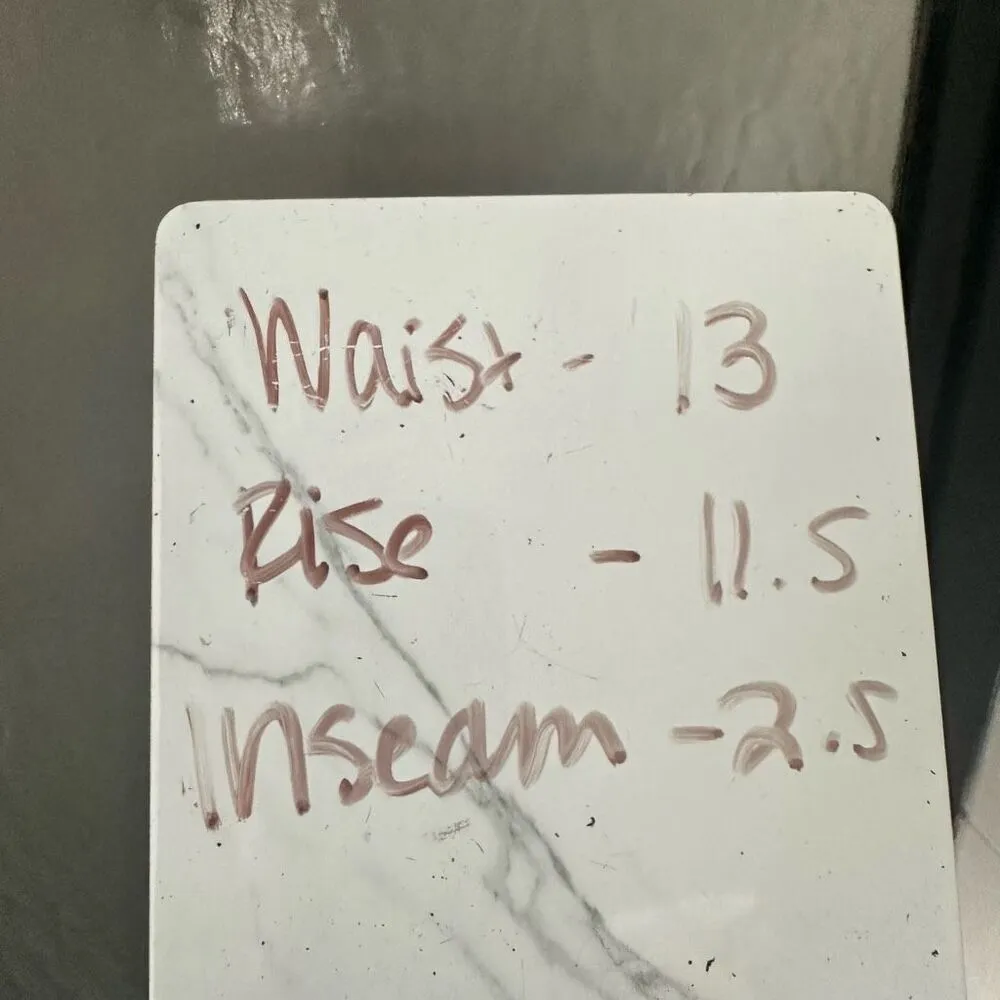 Waist - 13
Rise - 11.5
Inseam - 2.5